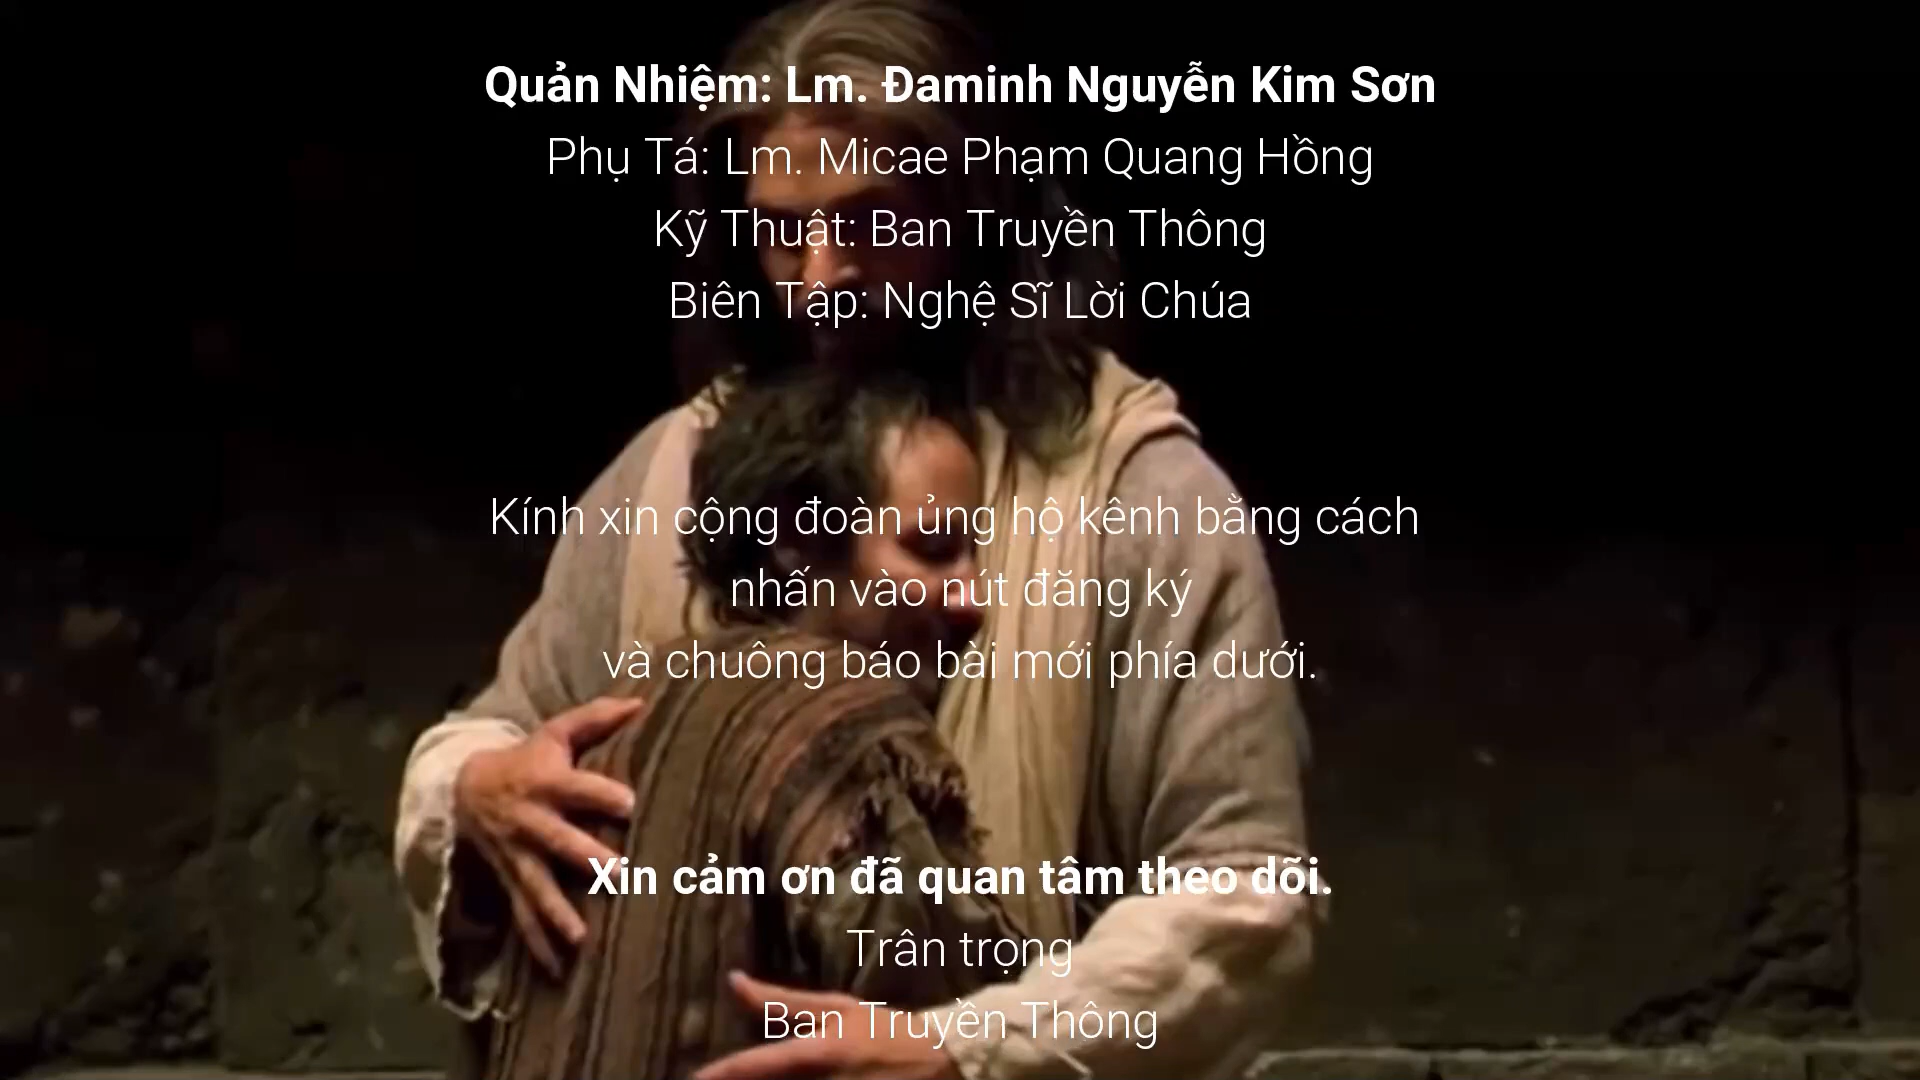 Quản Nhiệm: Lm. Đaminh Nguyễn Kim Sơn
Phụ Tá: Lm. Micae Phạm Quang Hồng
Kỹ Thuật: Ban Truyền Thông
Biên Tập: Nghệ Sĩ Lời Chúa
Kính xin cộng đoàn ủng hộ kênh bằng cách
nhấn vào nút đăng ký
và chuông báo bài mới phía dưới.
Xin cảm ơn đã quan tâm theo dõi.
Trân trọng
Ban Truyền Thông